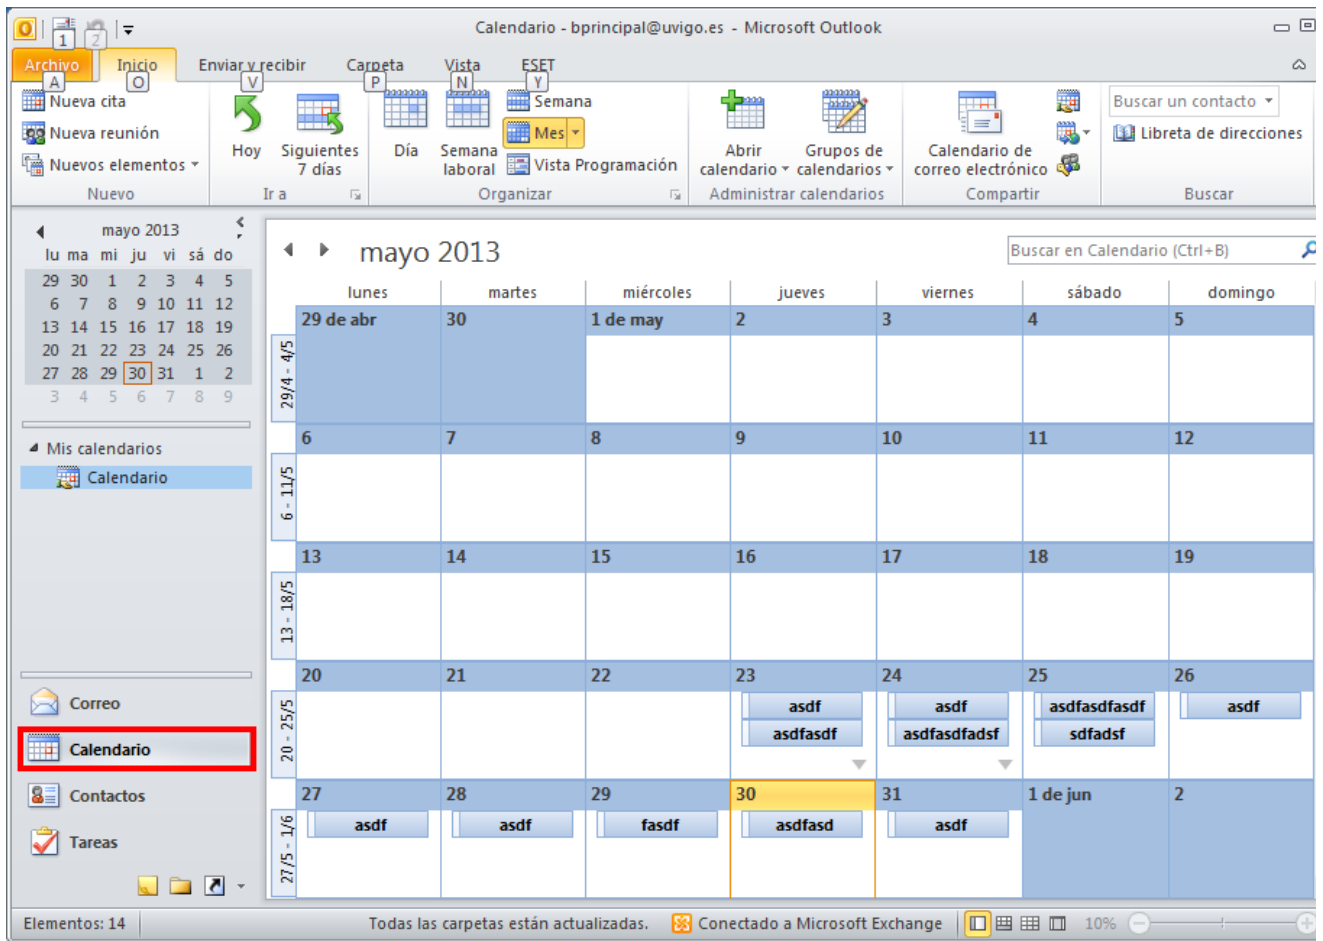 Calendario - bprincipal@uvigo.es - Microsoft Outlook
1 2
Archivo Inicio Enviar y recibir Carpeta Vista ESET
A O V P N Y
Nueva cita
Nueva reunión
Nuevos elementos
Nuevo
Hoy
Siguientes
7 días
Ir a
Día
Semana
laboral
Semana
Mes
Vista Programación
Organizar
Abrir
calendario
Grupos de
calendarios
Administrar calendarios
Calendario de
correo electrónico
Compartir
Buscar un contacto
Libreta de direcciones
Buscar
mayo 2013
lu ma mi ju vi sá do
29 30 1 2 3 4 5
6 7 8 9 10 11 12
13 14 15 16 17 18 19
20 21 22 23 24 25 26
27 28 29 30 31 1 2
3 4 5 6 7 8 9
Mis calendarios
Calendario
Correo
Calendario
Contactos
Tareas
mayo 2013
Buscar en Calendario (Ctrl+B)
lunes martes miércoles jueves viernes sábado domingo
29/4 - 4/5
29 de abr 30 1 de may 2 3 4 5
6 - 11/5
6 7 8 9 10 11 12
13 - 18/5
13 14 15 16 17 18 19
20 - 25/5
20 21 22 23 24 25 26
asdf asdf asdfasdfasdf asdf
asdfasdf asdfasdfadsf sdfadsf
27/5 - 1/6
27 28 29 30 31 1 de jun 2
asdf asdf fasdf asdfasd asdf
Elementos: 14 Todas las carpetas están actualizadas. Conectado a Microsoft Exchange 10%